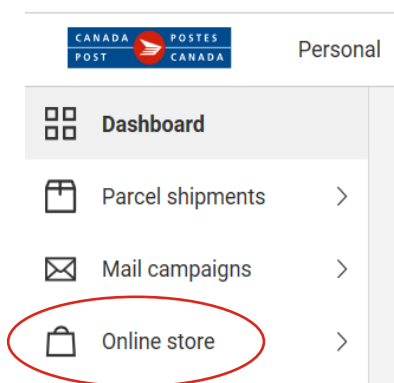 CANADA POSTES
POST CANADA
Personal
Dashboard
Parcel shipments
Mail campaigns
Online store